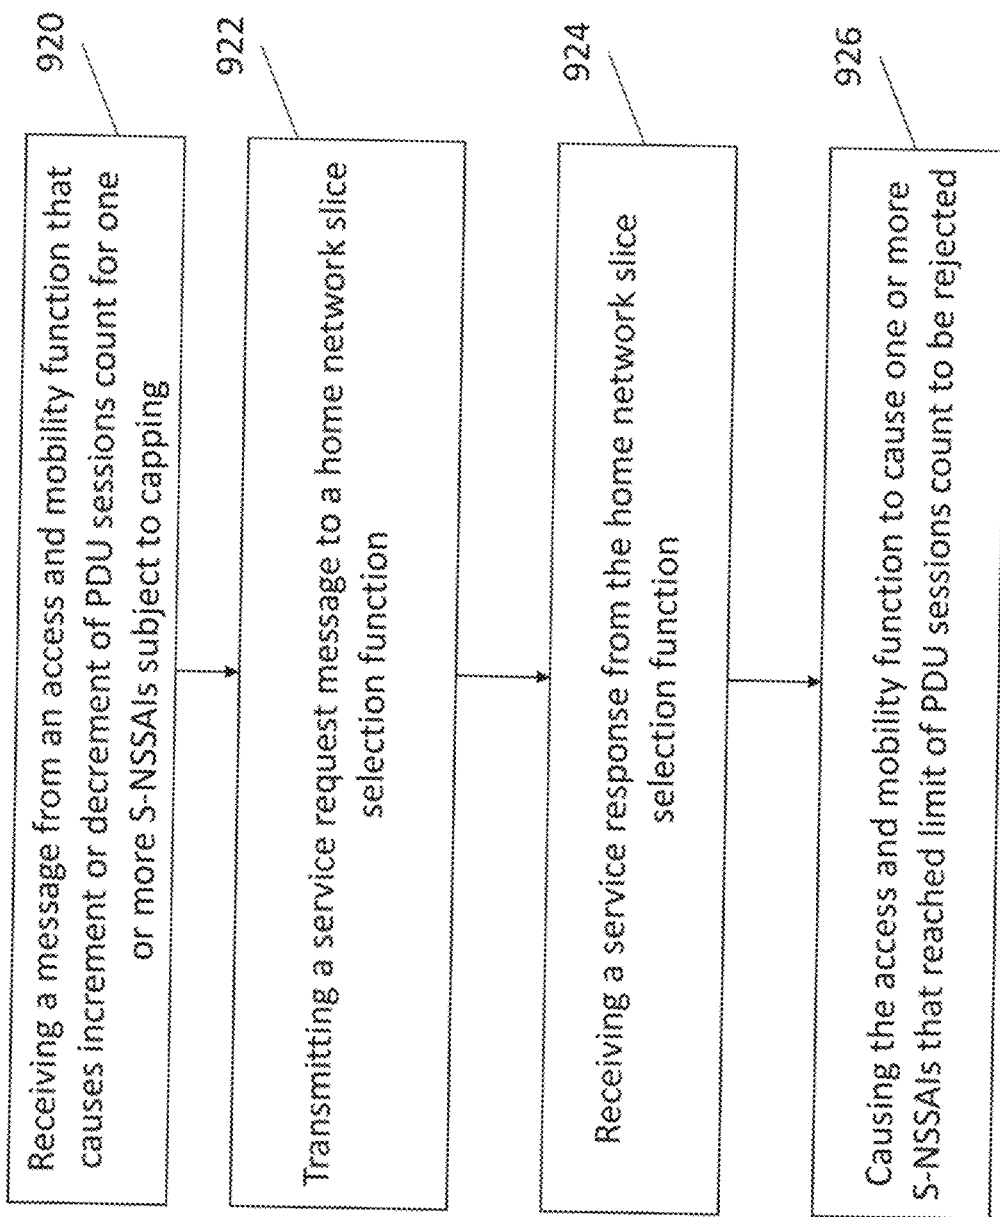 Receiving a message from an access and mobility function that
causes increment or decrement of PDU sessions count for one
or more S-NSSAIs subject to capping
920
Transmitting a service request message to a home network slice
selection function
922
Receiving a service response from the home network slice
selection function
924
Causing the access and mobility function to cause one or more
S-NSSAIs that reached limit of PDU sessions count to be rejected
926